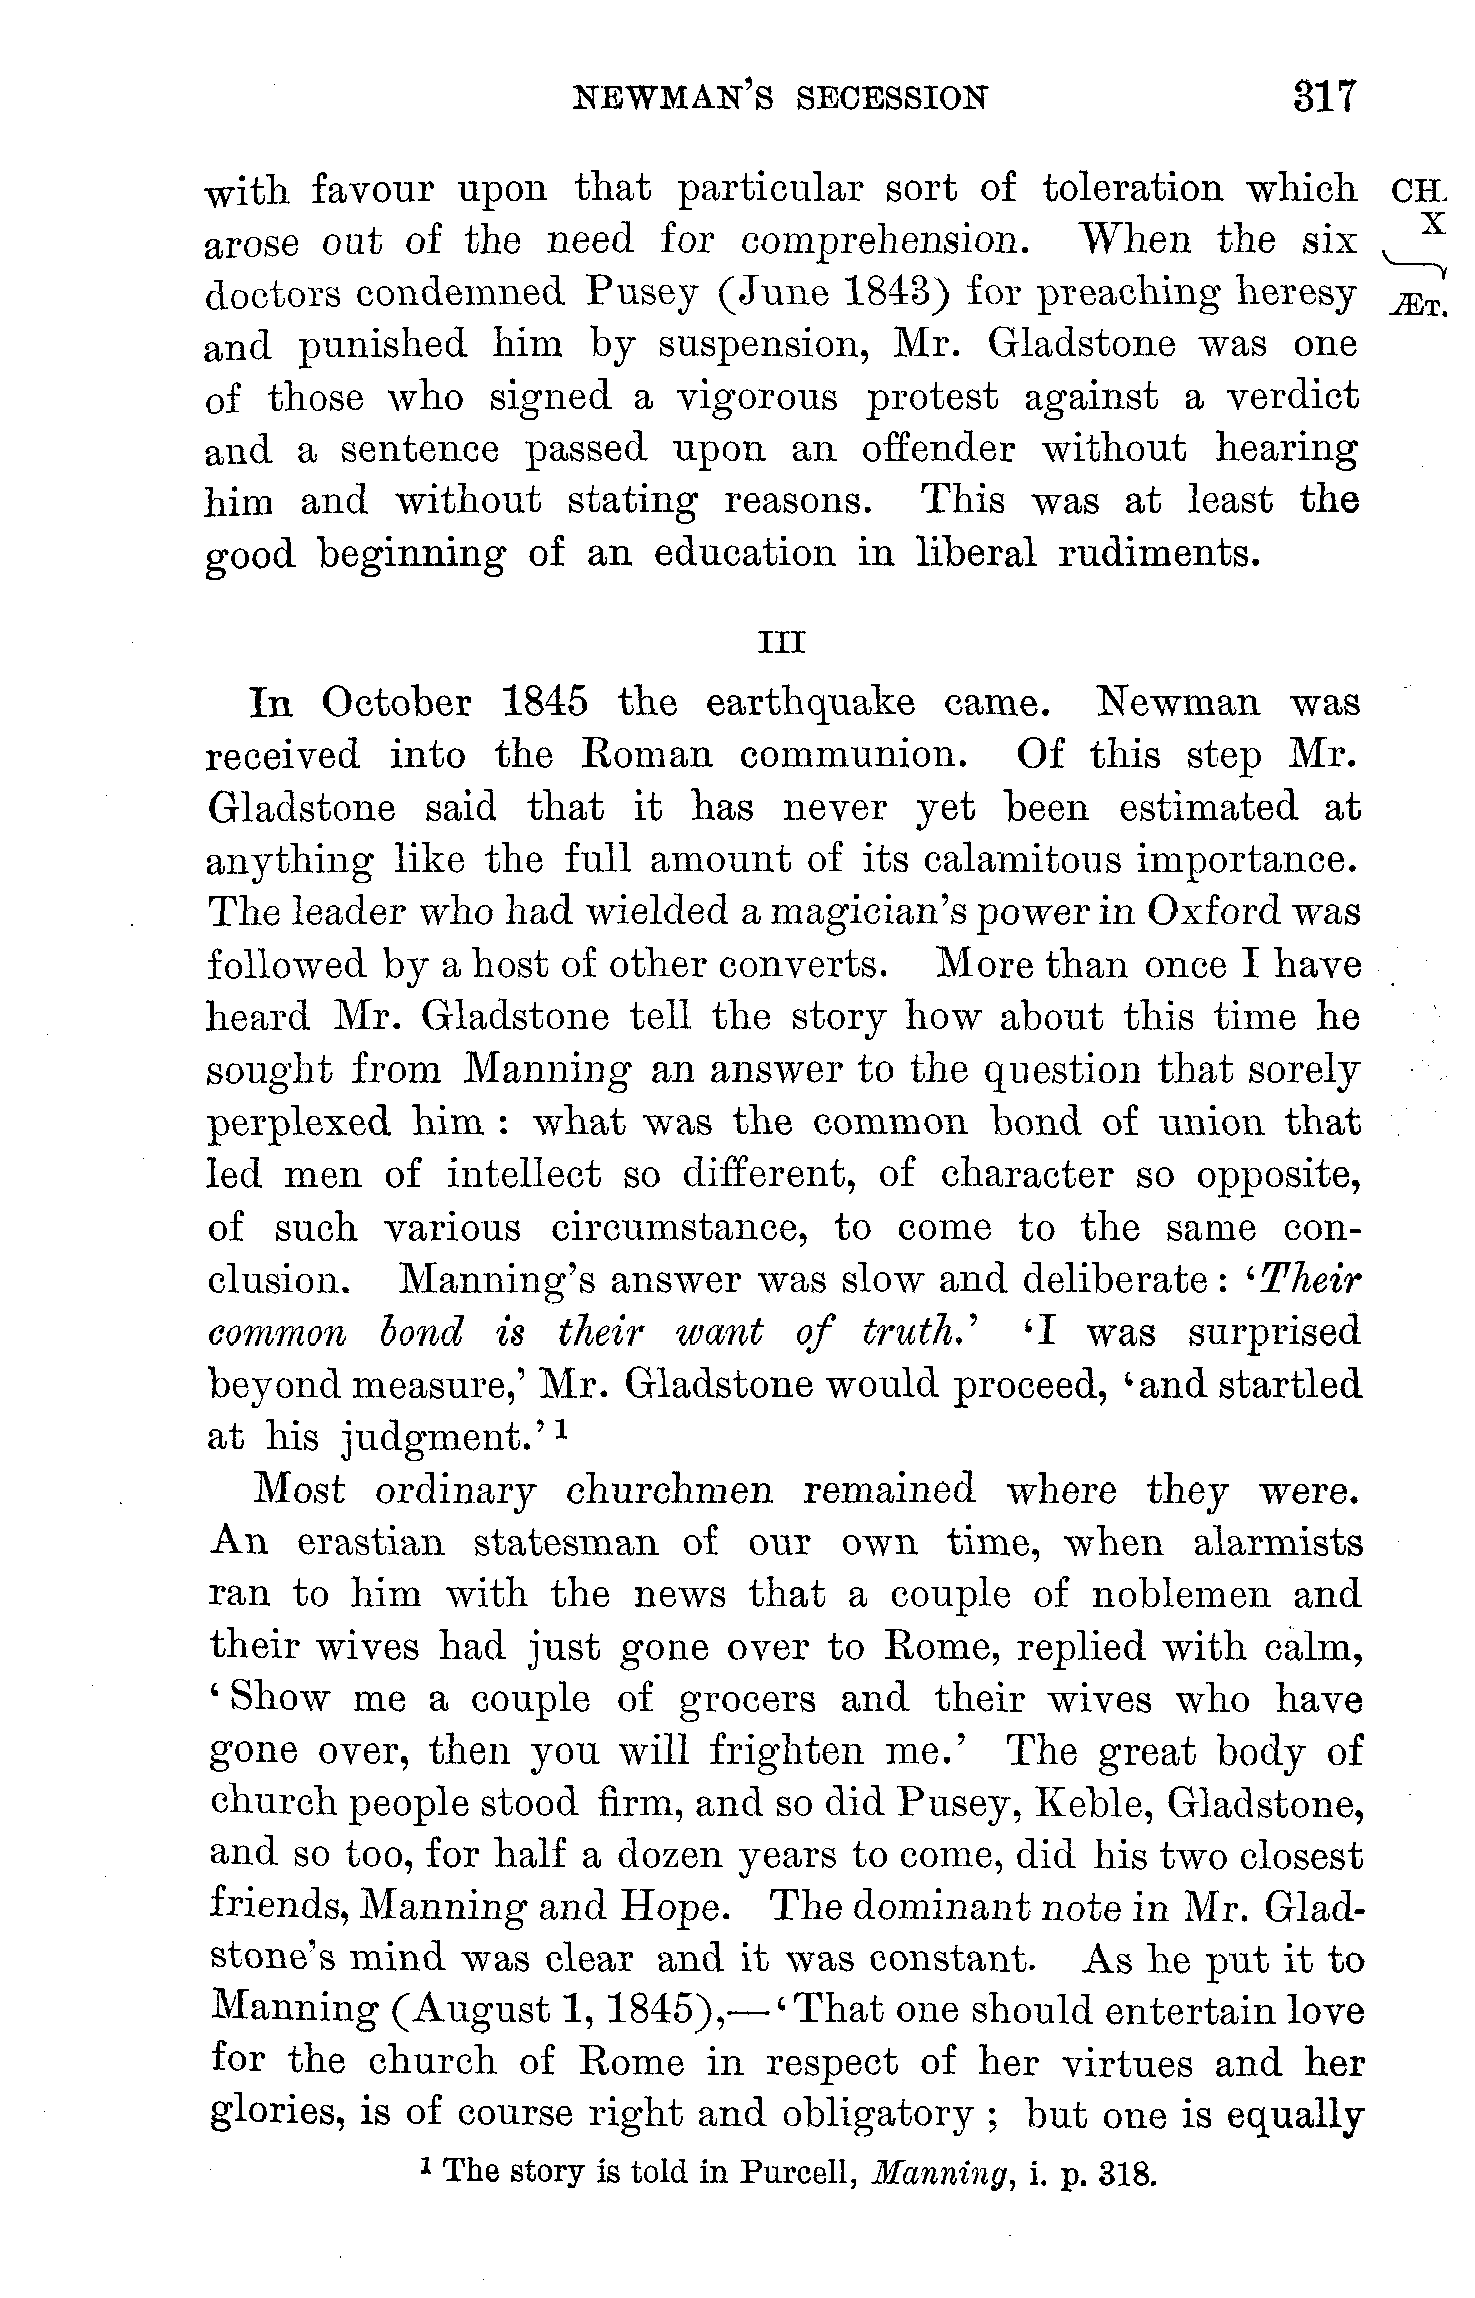 NEWMAN'S SECESSION 317
with favour upon that particular sort of toleration which CH.
arose out of the need for comprehension. When the six X
doctors condemned Pusey (June 1843) for preaching heresy ÆT.
and punished him by suspension, Mr. Gladstone was one
of those who signed a vigorous protest against a verdict
and a sentence passed upon an offender without hearing
him and without stating reasons. This was at least the
good beginning of an education in liberal rudiments.
III
In October 1845 the earthquake came. Newman was
received into the Roman communion. Of this step Mr.
Gladstone said that it has never yet been estimated at
anything like the full amount of its calamitous importance.
The leader who had wielded a magician's power in Oxford was
followed by a host of other converts. More than once I have
heard Mr. Gladstone tell the story how about this time he
sought from Manning an answer to the question that sorely
perplexed him : what was the common bond of union that
led men of intellect so different, of character so opposite,
of such various circumstance, to come to the same con-
clusion. Manning's answer was slow and deliberate : ‘Their
common bond is their want of truth.’ ‘I was surprised
beyond measure,’ Mr. Gladstone would proceed, ‘and startled
at his judgment.’ 1
Most ordinary churchmen remained where they were.
An erastian statesman of our own time, when alarmists
ran to him with the news that a couple of noblemen and
their wives had just gone over to Rome, replied with calm,
‘Show me a couple of grocers and their wives who have
gone over, then you will frighten me.’ The great body of
church people stood firm, and so did Pusey, Keble, Gladstone,
and so too, for half a dozen years to come, did his two closest
friends, Manning and Hope. The dominant note in Mr. Glad-
stone's mind was clear and it was constant. As he put it to
Manning (August 1, 1845),—‘That one should entertain love
for the church of Rome in respect of her virtues and her
glories, is of course right and obligatory ; but one is equally
1 The story is told in Purcell, Manning, i. p. 318.